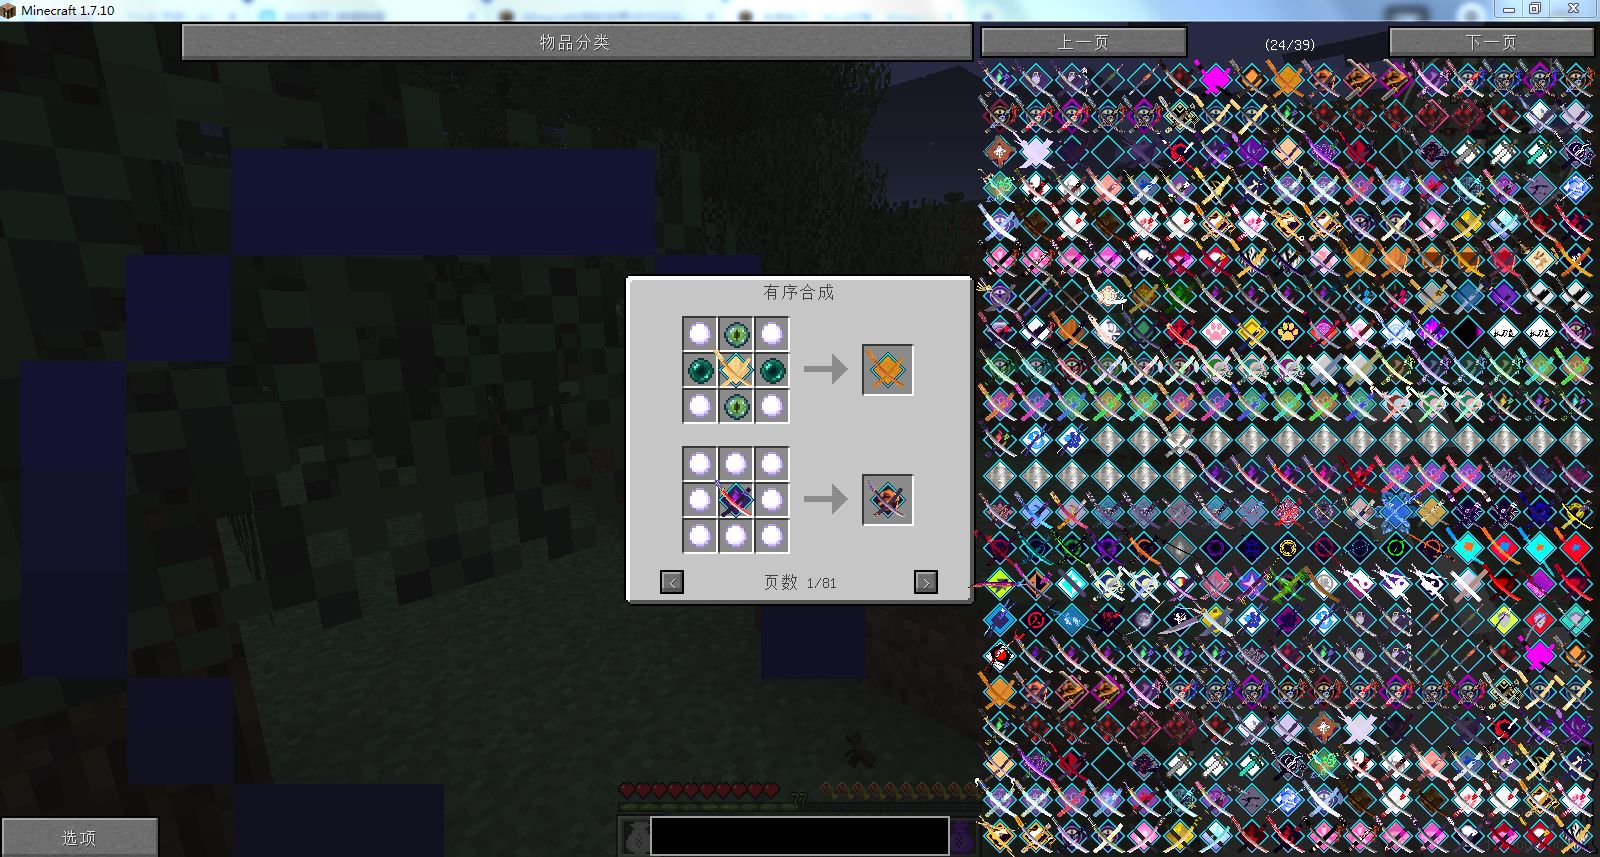 Minecraft 1.7.10
物品分类
上一页
(24/39)
下一页
有序合成
<
页数 1/81
>
77
选项